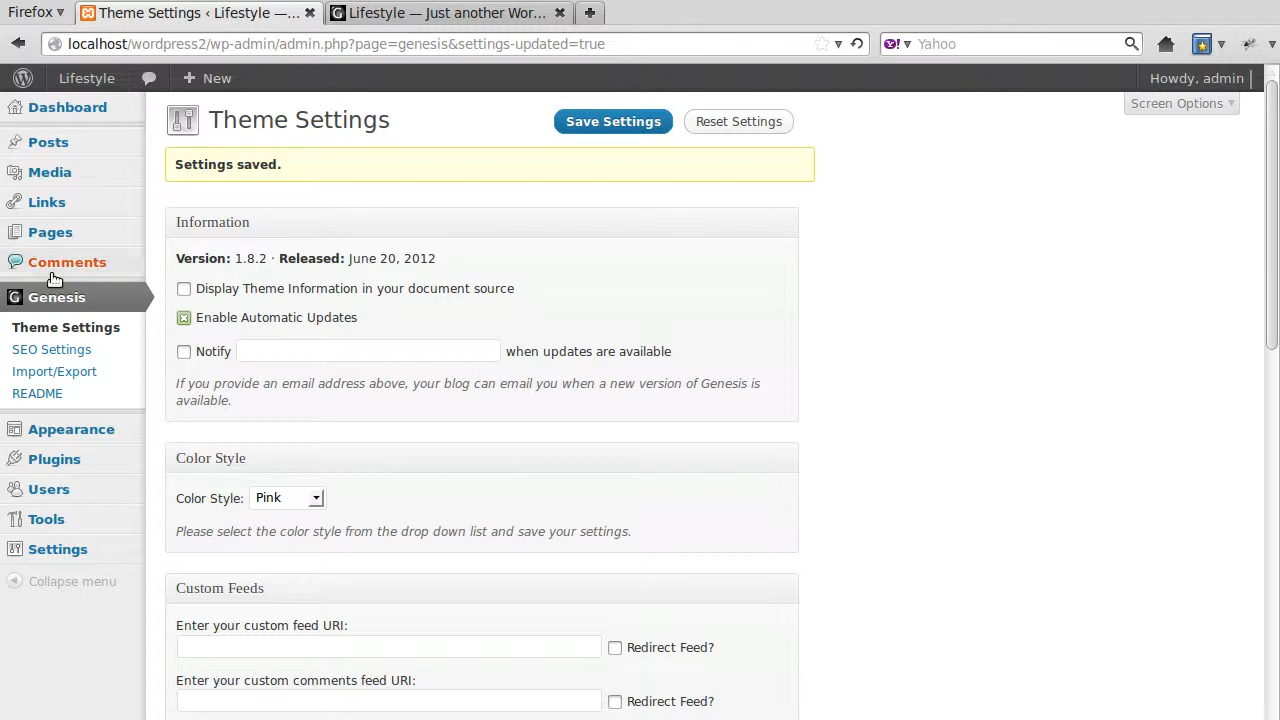 Firefox
Theme Settings ‹ Lifestyle —...
Lifestyle — Just another Wor...
localhost/wordpress2/wp-admin/admin.php?page=genesis&settings-updated=true
Yahoo
Lifestyle
New
Howdy, admin
Screen Options
Dashboard
Posts
Media
Links
Pages
Comments
Genesis
Theme Settings
SEO Settings
Import/Export
README
Appearance
Plugins
Users
Tools
Settings
Collapse menu
Theme Settings
Save Settings
Reset Settings
Settings saved.
Information
Version: 1.8.2 · Released: June 20, 2012
Display Theme Information in your document source
Enable Automatic Updates
Notify when updates are available
If you provide an email address above, your blog can email you when a new version of Genesis is
available.
Color Style
Color Style: Pink
Please select the color style from the drop down list and save your settings.
Custom Feeds
Enter your custom feed URI:
Redirect Feed?
Enter your custom comments feed URI:
Redirect Feed?